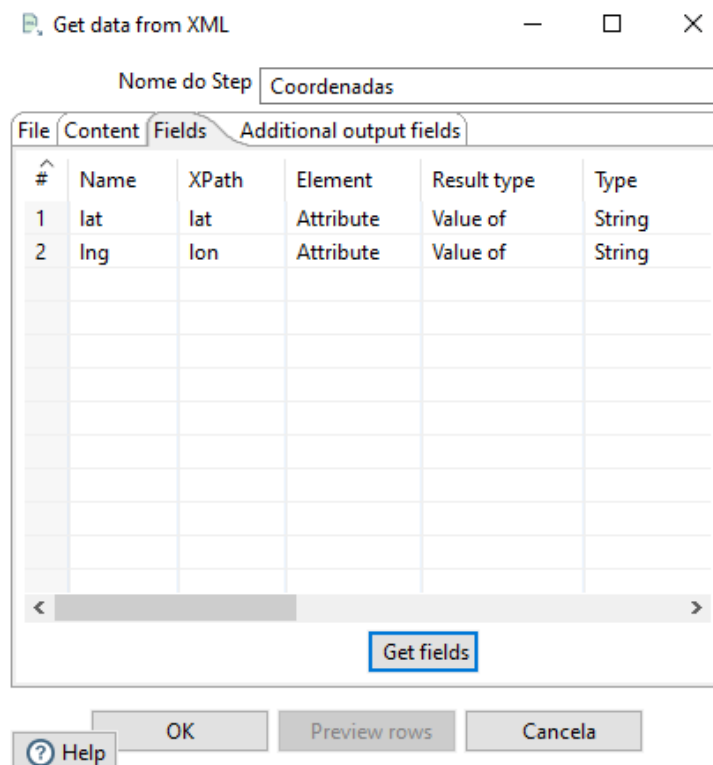 Get data from XML
Nome do Step Coordenadas
File Content Fields Additional output fields
# Name XPath Element Result type Type
1 lat lat Attribute Value of String
2 lng lon Attribute Value of String
Get fields
OK Preview rows Cancela
Help